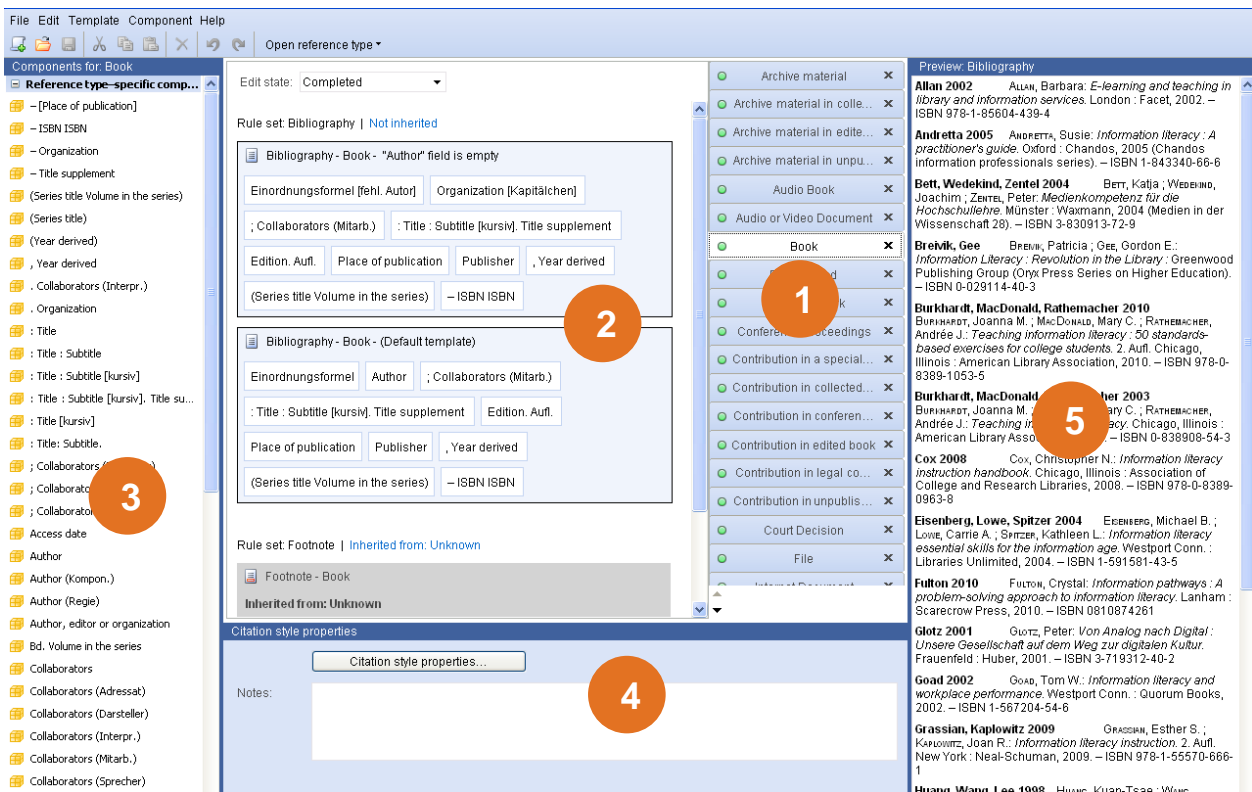 File Edit Template Component Help
Open reference type
Components for: Book
Reference type–specific comp...
– [Place of publication]
– ISBN ISBN
– Organization
– Title supplement
(Series title Volume in the series)
(Series title)
(Year derived)
, Year derived
. Collaborators (Interpr.)
. Organization
: Title
: Title : Subtitle
: Title : Subtitle [kursiv]
: Title : Subtitle [kursiv]. Title su...
: Title [kursiv]
: Title: Subtitle.
; Collaborators
; Collaborat
; Collaborator
Access date
Author
Author (Kompon.)
Author (Regie)
Author, editor or organization
Bd. Volume in the series
Collaborators
Collaborators (Adressat)
Collaborators (Darsteller)
Collaborators (Interpr.)
Collaborators (Mitarb.)
Collaborators (Sprecher)
3
Edit state: Completed
Rule set: Bibliography | Not inherited
Bibliography - Book - "Author" field is empty
Einordnungsformel [fehl. Autor] Organization [Kapitälchen]
; Collaborators (Mitarb.) : Title : Subtitle [kursiv]. Title supplement
Edition. Aufl. Place of publication Publisher , Year derived
(Series title Volume in the series) – ISBN ISBN
2
Bibliography - Book - (Default template)
Einordnungsformel Author ; Collaborators (Mitarb.)
: Title : Subtitle [kursiv]. Title supplement Edition. Aufl.
Place of publication Publisher , Year derived
(Series title Volume in the series) – ISBN ISBN
Rule set: Footnote | Inherited from: Unknown
Footnote - Book
Inherited from: Unknown
Archive material
Archive material in colle...
Archive material in edite...
Archive material in unpu...
Audio Book
Audio or Video Document
Book
1
Conference Proceedings
Contribution in a special...
Contribution in collected...
Contribution in conferen...
Contribution in edited book
Contribution in legal co...
Contribution in unpublis...
Court Decision
File
Internet Document
Citation style properties
Citation style properties...
Notes:
4
Preview: Bibliography
Allan 2002 Allan, Barbara: E-learning and teaching in
library and information services. London : Facet, 2002. –
ISBN 978-1-85604-439-4
Andretta 2005 Andretta, Susie: Information literacy : A
practitioner's guide. Oxford : Chandos, 2005 (Chandos
information professionals series). – ISBN 1-843340-66-6
Bett, Wedekind, Zentel 2004 Bett, Katja ; Wedekind,
Joachim ; Zentel, Peter: Medienkompetenz für die
Hochschullehre. Münster : Waxmann, 2004 (Medien in der
Wissenschaft 28). – ISBN 3-830913-72-9
Breivik, Gee Breivik, Patricia ; Gee, Gordon E.:
Information Literacy : Revolution in the Library : Greenwood
Publishing Group (Oryx Press Series on Higher Education).
– ISBN 0-029114-40-3
Burkhardt, MacDonald, Rathemacher 2010
Burkhardt, Joanna M. ; MacDonald, Mary C. ; Rathemacher,
Andrée J.: Teaching information literacy : 50 standards-
based exercises for college students. 2. Aufl. Chicago,
Illinois : American Library Association, 2010. – ISBN 978-0-
8389-1053-5
Burkhardt, MacDonald, her 2003
Burkhardt, Joanna M. ary C. ; Rathemacher,
Andrée J.: Teaching in acy. Chicago, Illinois :
American Library Asso – ISBN 0-838908-54-3
5
Cox 2008 Cox, Christopher N.: Information literacy
instruction handbook. Chicago, Illinois : Association of
College and Research Libraries, 2008. – ISBN 978-0-8389-
0963-8
Eisenberg, Lowe, Spitzer 2004 Eisenberg, Michael B. ;
Lowe, Carrie A. ; Spitzer, Kathleen L.: Information literacy
essential skills for the information age. Westport Conn. :
Libraries Unlimited, 2004. – ISBN 1-591581-43-5
Fulton 2010 Fulton, Crystal: Information pathways : A
problem-solving approach to information literacy. Lanham :
Scarecrow Press, 2010. – ISBN 0810874261
Glotz 2001 Glotz, Peter: Von Analog nach Digital :
Unsere Gesellschaft auf dem Weg zur digitalen Kultur.
Frauenfeld : Huber, 2001. – ISBN 3-719312-40-2
Goad 2002 Goad, Tom W.: Information literacy and
workplace performance. Westport Conn. : Quorum Books,
2002. – ISBN 1-567204-54-6
Grassian, Kaplowitz 2009 Grassian, Esther S. ;
Kaplowitz, Joan R.: Information literacy instruction. 2. Aufl.
New York : Neal-Schuman, 2009. – ISBN 978-1-55570-666-
1
Huang, Wang, Lee 1998 Huang, Kuan-Tsae ; Wang,